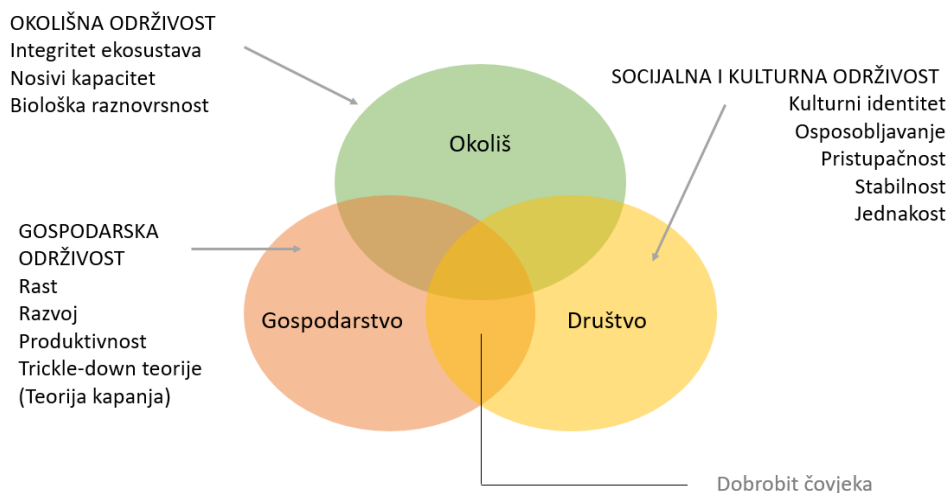 OKOLIŠNA ODRŽIVOST
Integritet ekosustava
Nosivi kapacitet
Biološka raznovrsnost
SOCIJALNA I KULTURNA ODRŽIVOST
Kulturni identitet
Osposobljavanje
Pristupačnost
Stabilnost
Jednakost
Okoliš
GOSPODARSKA
ODRŽIVOST
Rast
Razvoj
Produktivnost
Trickle-down teorije
(Teorija kapanja)
Gospodarstvo
Društvo
Dobrobit čovjeka